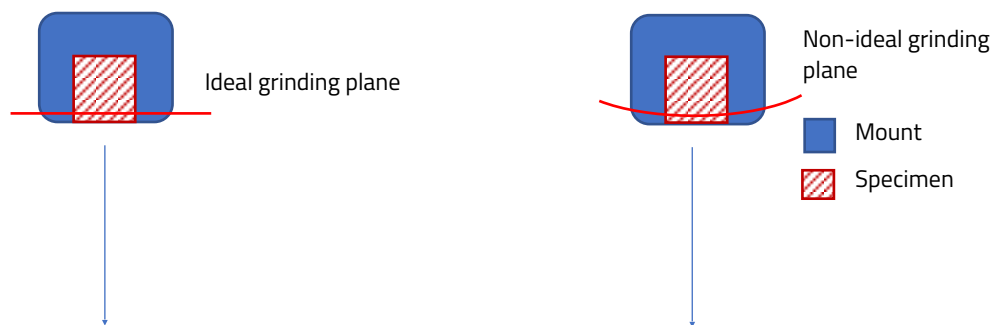 Ideal grinding plane
Non-ideal grinding
plane
Mount
Specimen